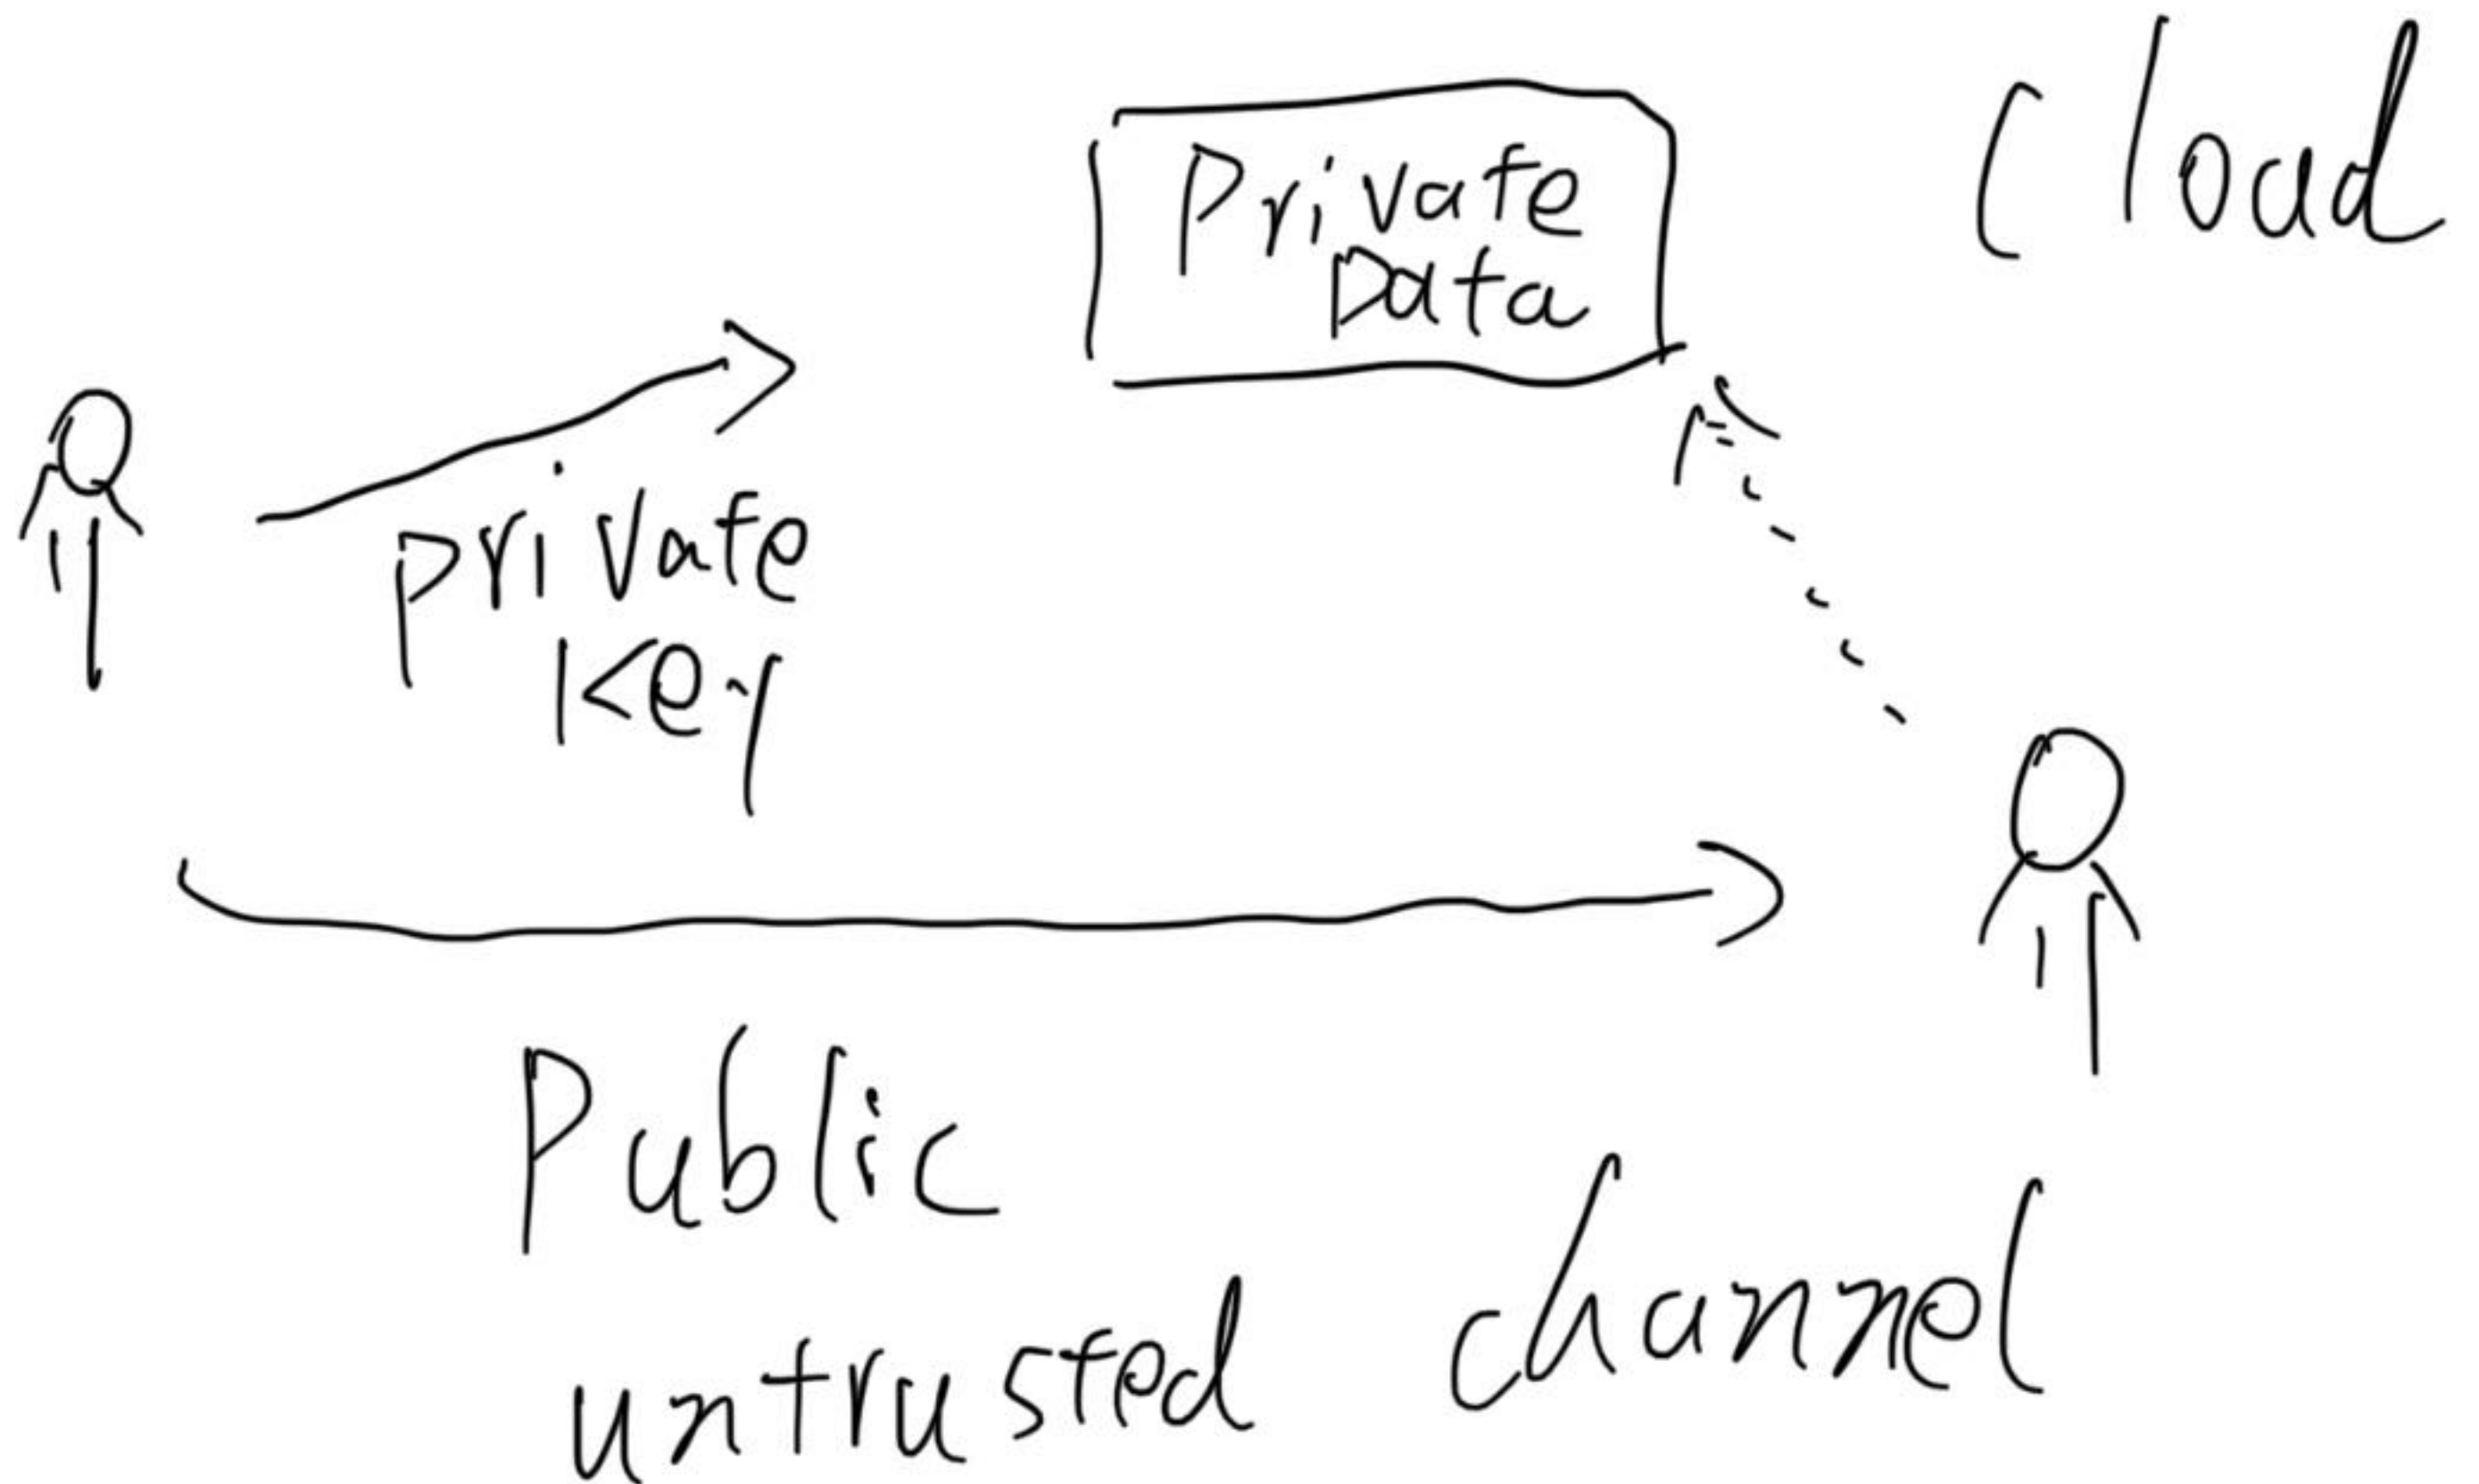 Cloud
Private
Data
private
Key
Public
untrusted channel